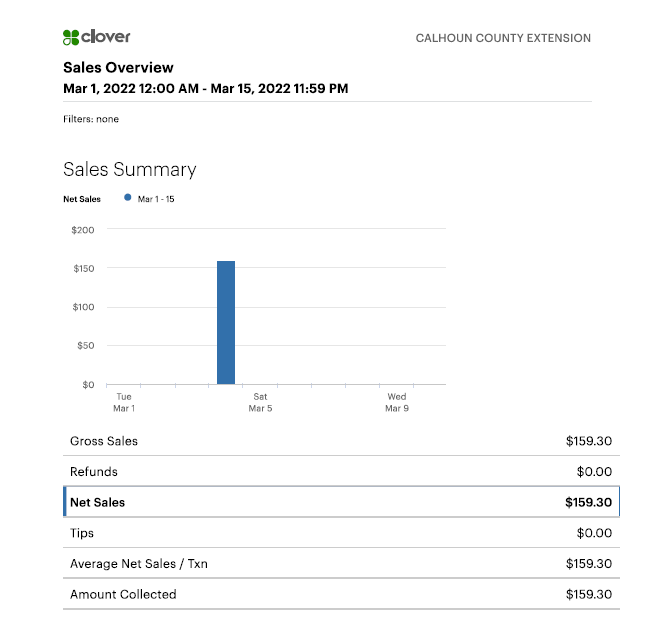 clover
CALHOUN COUNTY EXTENSION
Sales Overview
Mar 1, 2022 12:00 AM - Mar 15, 2022 11:59 PM
Filters: none
Sales Summary
Net Sales Mar 1 - 15
$200
$150
$100
$50
$0
Tue Sat Wed
Mar 1 Mar 5 Mar 9
Gross Sales $159.30
Refunds $0.00
Net Sales $159.30
Tips $0.00
Average Net Sales / Txn $159.30
Amount Collected $159.30